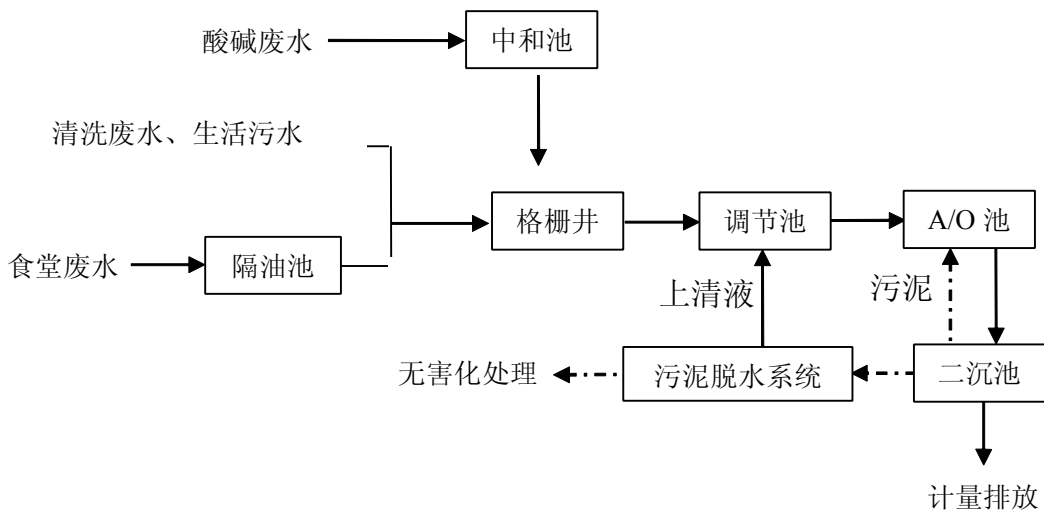 酸碱废水
中和池
清洗废水、生活污水
格栅井
调节池
A/O 池
食堂废水
隔油池
上清液
污泥
无害化处理
污泥脱水系统
二沉池
计量排放